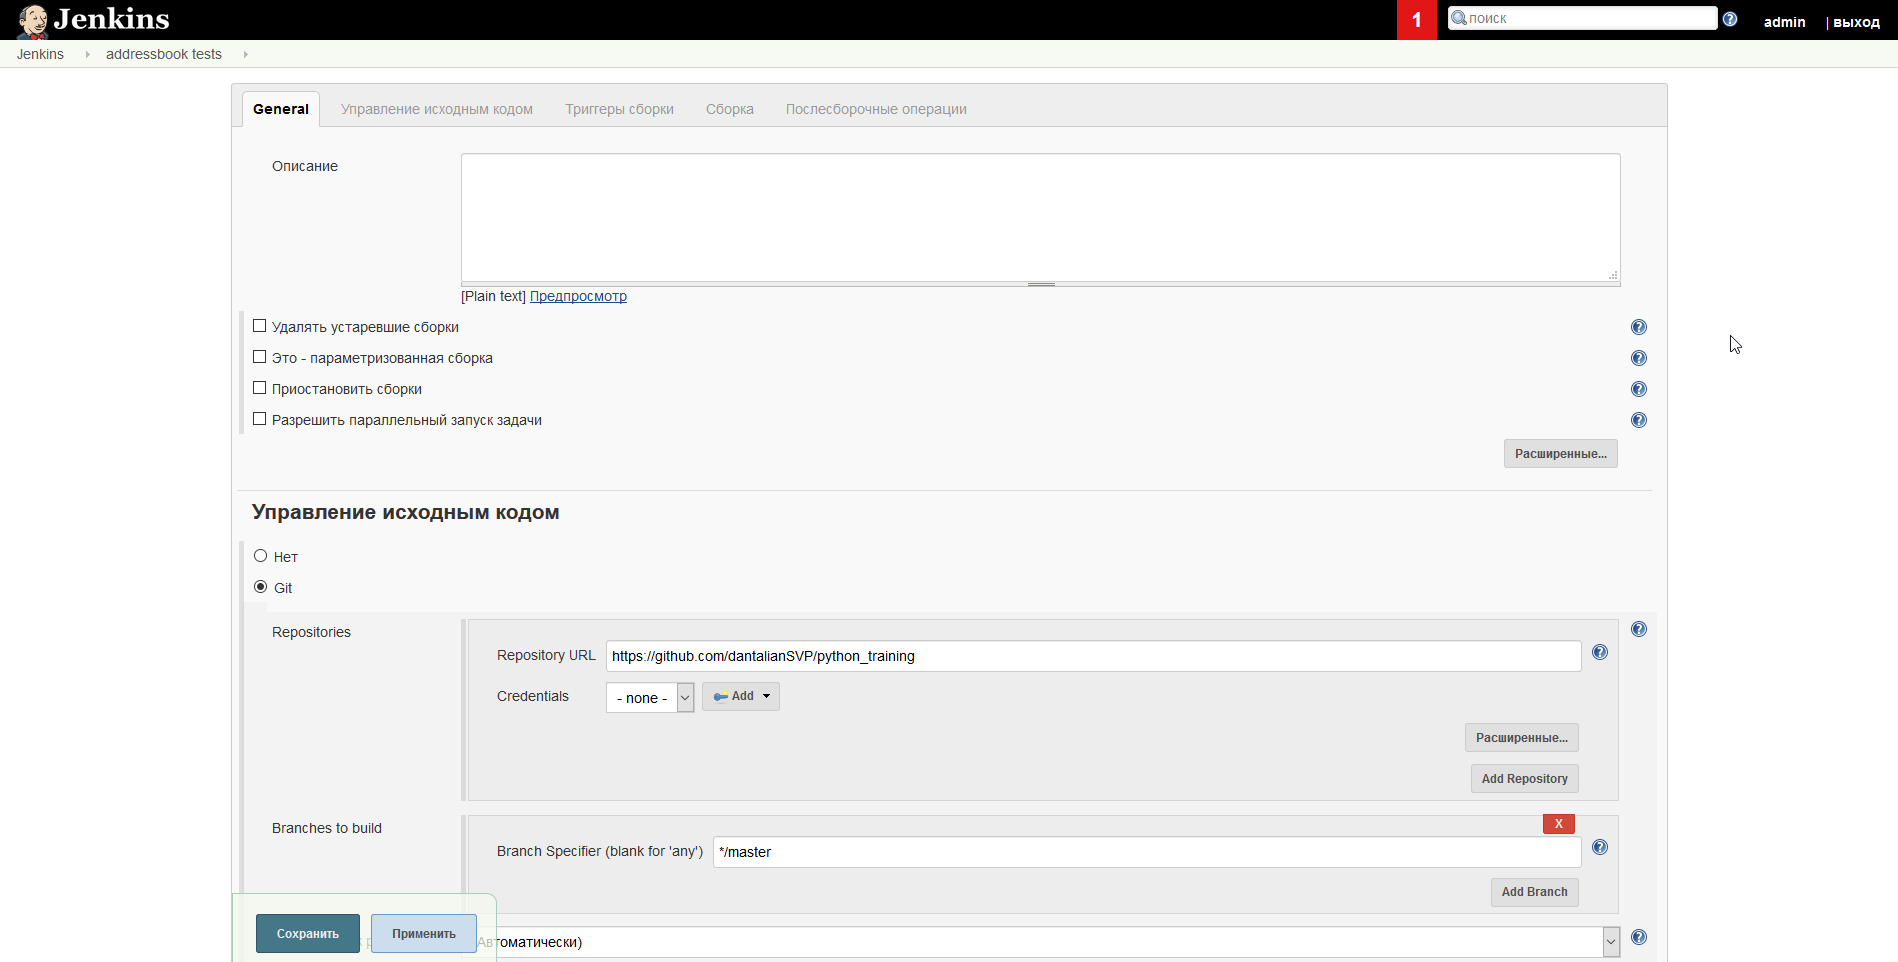 Jenkins
1
поиск
admin
| выход
Jenkins
addressbook tests
General
Управление исходным кодом
Триггеры сборки
Сборка
Послесборочные операции
Описание
[Plain text] Предпросмотр
Удалять устаревшие сборки
Это - параметризованная сборка
Приостановить сборки
Разрешить параллельный запуск задачи
Расширенные...
Управление исходным кодом
Нет
Git
Repositories
Repository URL
https://github.com/dantalianSVP/python_training
Credentials
- none -
Add
Расширенные...
Add Repository
Branches to build
X
Branch Specifier (blank for 'any')
*/master
Add Branch
Сохранить
Применить
Автоматически)